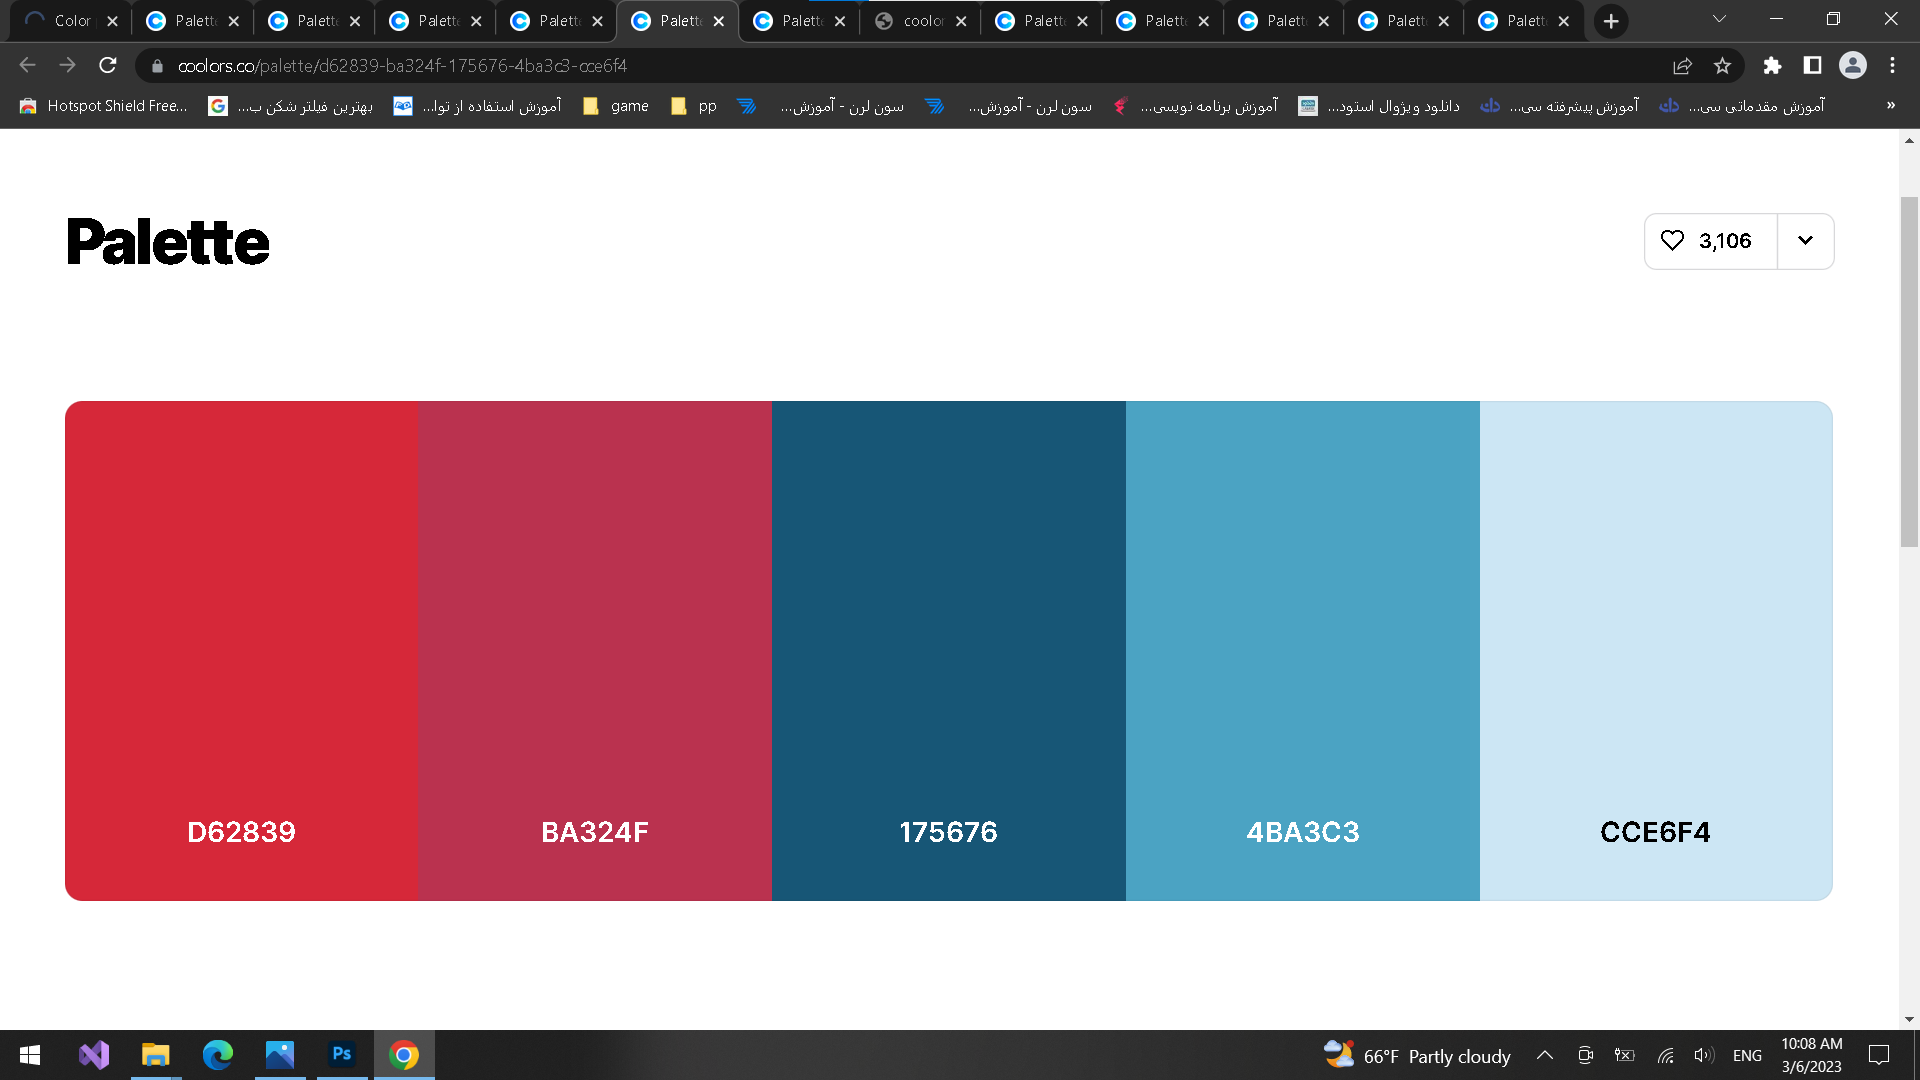 Color
Palett
Palett
Palett
Palett
Palett
Palett
coolor
Palett
Palett
Palett
Palett
Palett
coolors.co/palette/d62839-ba324f-175676-4ba3c3-cce6f4
Hotspot Shield Free...
بهترین فیلتر شکن ب...
آموزش استفاده از توا...
game
pp
سون لرن - آموزش...
سون لرن - آموزش...
آموزش برنامه نویسی...
دانلود ویژوال استود...
آموزش پیشرفته سی...
آموزش مقدماتی سی...
»
Palette
3,106
D62839
BA324F
175676
4BA3C3
CCE6F4
Ps
66°F Partly cloudy
ENG
10:08 AM
3/6/2023